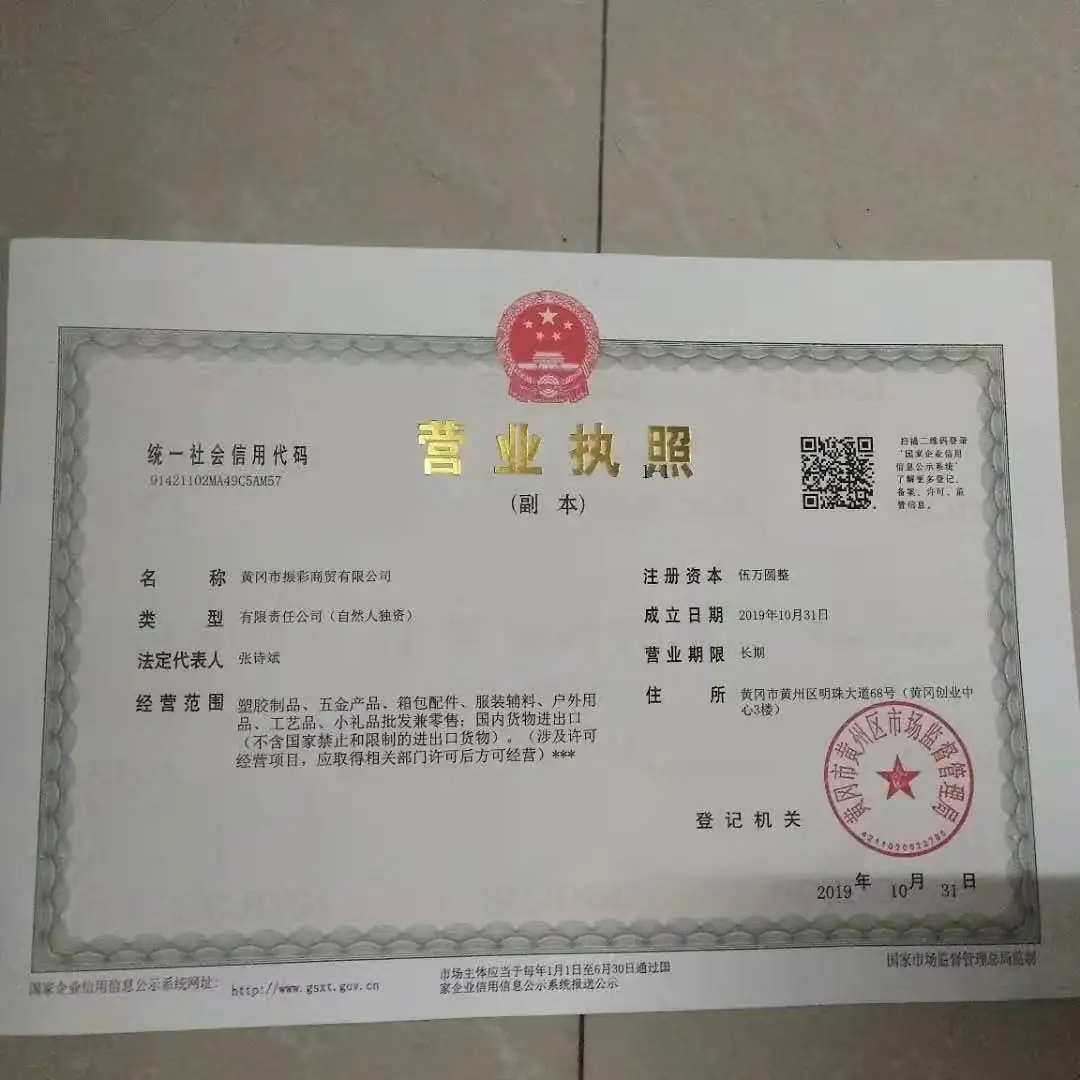 营业执照
(副 本)
统一社会信用代码
91421102MA49C5AM57
扫描二维码登录
"国家企业信用
信息公示系统"
了解更多登记、
备案、许可、监
管信息。
名 称 黄冈市振彩商贸有限公司
类 型 有限责任公司（自然人独资）
法定代表人 张诗斌
经营范围 塑胶制品、五金产品、箱包配件、服装辅料、户外用
品、工艺品、小礼品批发兼零售；国内货物进出口
（不含国家禁止和限制的进出口货物）。（涉及许可
经营项目，应取得相关部门许可后方可经营）***
注册资本 伍万圆整
成立日期 2019年10月31日
营业期限 长期
住 所 黄冈市黄州区明珠大道68号（黄冈创业中
心3楼）
黄冈市黄州区市场监督管理局
登记机关
2019 年 10 月 31 日
国家企业信用信息公示系统网址：
http://www.gsxt.gov.cn
市场主体应当于每年1月1日至6月30日通过国
家企业信用信息公示系统报送公示
国家市场监督管理总局监制